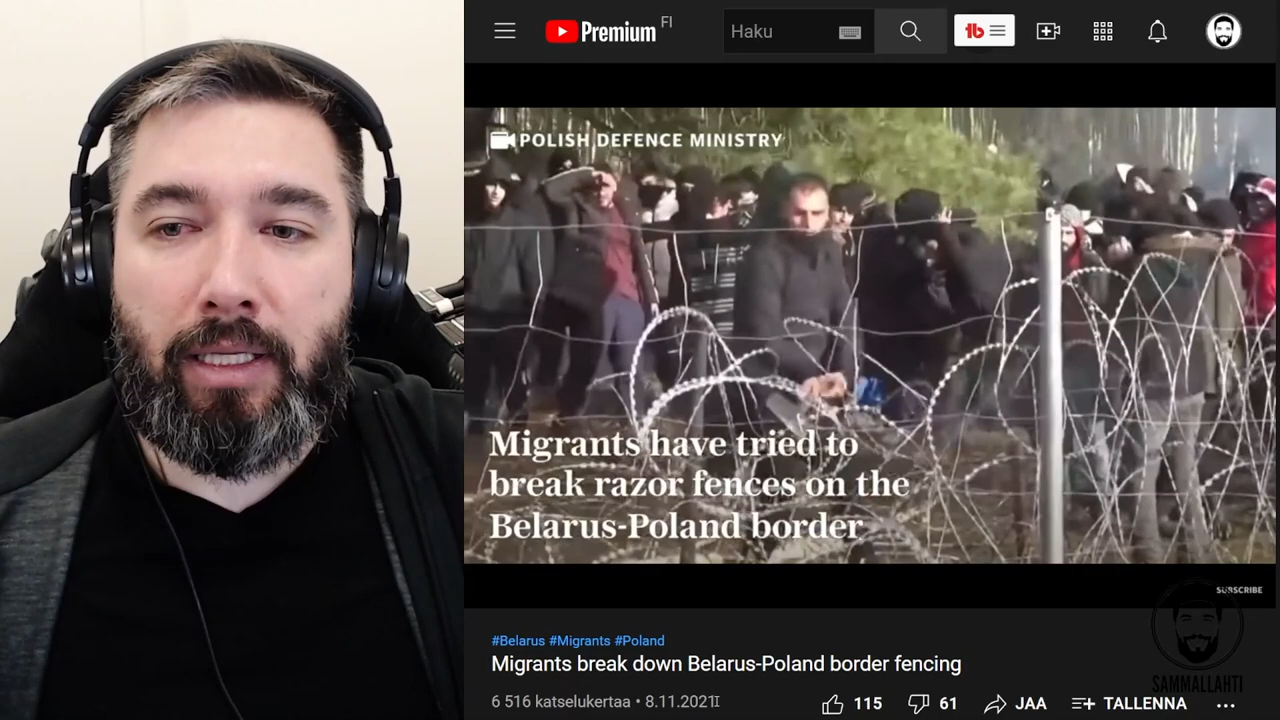 Premium FI
Haku
POLISH DEFENCE MINISTRY
Migrants have tried to
break razor fences on the
Belarus-Poland border
SUBSCRIBE
#Belarus #Migrants #Poland
Migrants break down Belarus-Poland border fencing
6 516 katselukertaa • 8.11.2021
115
61
JAA
TALLENNA
SAMMALLAHTI